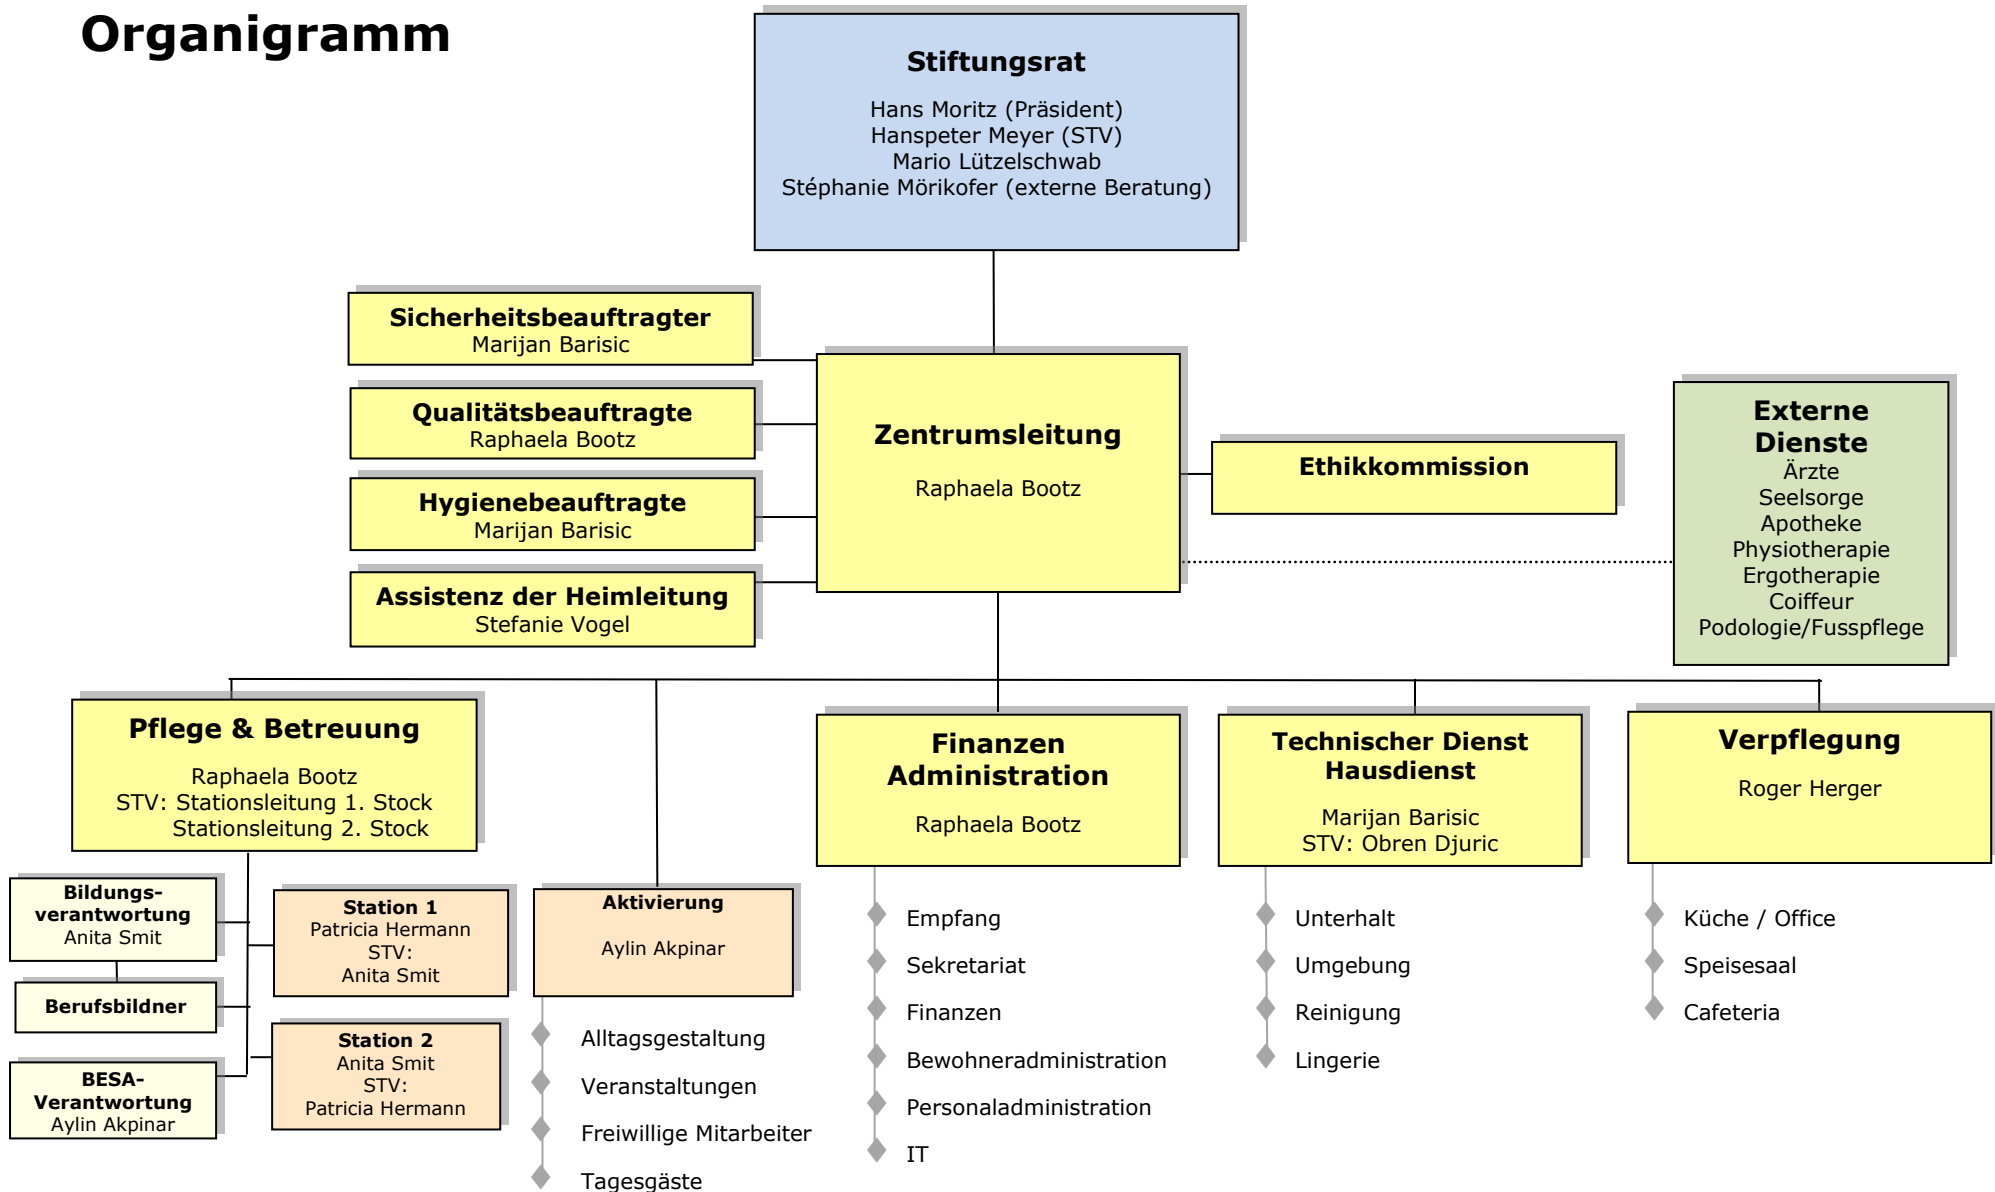 Organigramm
Stiftungsrat
Hans Moritz (Präsident)
Hanspeter Meyer (STV)
Mario Lützelschwab
Stéphanie Mörikofer (externe Beratung)
Sicherheitsbeauftragter
Marijan Barisic
Qualitätsbeauftragte
Raphaela Bootz
Hygienebeauftragte
Marijan Barisic
Assistenz der Heimleitung
Stefanie Vogel
Zentrumsleitung
Raphaela Bootz
Ethikkommission
Externe
Dienste
Ärzte
Seelsorge
Apotheke
Physiotherapie
Ergotherapie
Coiffeur
Podologie/Fusspflege
Pflege & Betreuung
Raphaela Bootz
STV: Stationsleitung 1. Stock
Stationsleitung 2. Stock
Bildungs-
verantwortung
Anita Smit
Berufsbildner
BESA-
Verantwortung
Aylin Akpinar
Station 1
Patricia Hermann
STV:
Anita Smit
Station 2
Anita Smit
STV:
Patricia Hermann
Aktivierung
Aylin Akpinar
Alltagsgestaltung
Veranstaltungen
Freiwillige Mitarbeiter
Tagesgäste
Finanzen
Administration
Raphaela Bootz
Empfang
Sekretariat
Finanzen
Bewohneradministration
Personaladministration
IT
Technischer Dienst
Hausdienst
Marijan Barisic
STV: Obren Djuric
Unterhalt
Umgebung
Reinigung
Lingerie
Verpflegung
Roger Herger
Küche / Office
Speisesaal
Cafeteria